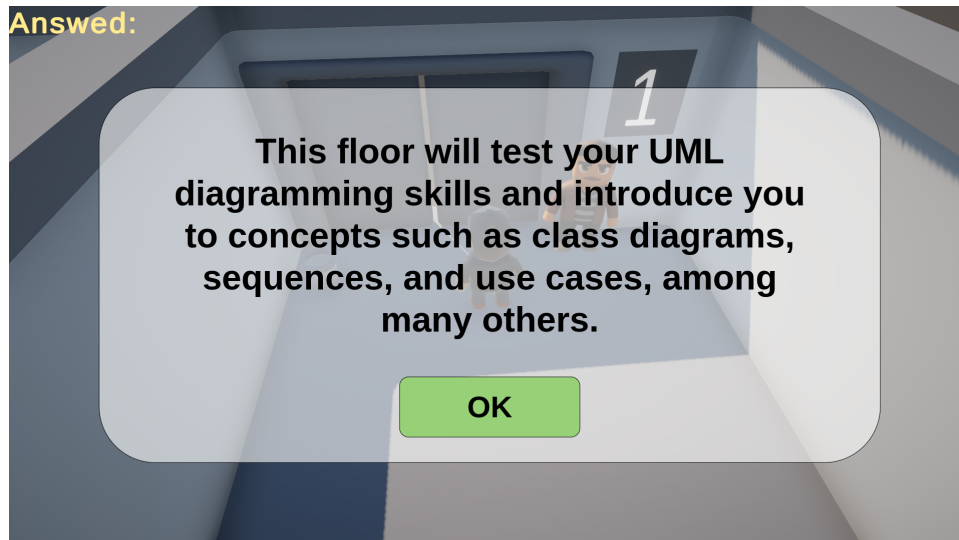 Answed:
1
This floor will test your UML
diagramming skills and introduce you
to concepts such as class diagrams,
sequences, and use cases, among
many others.
OK